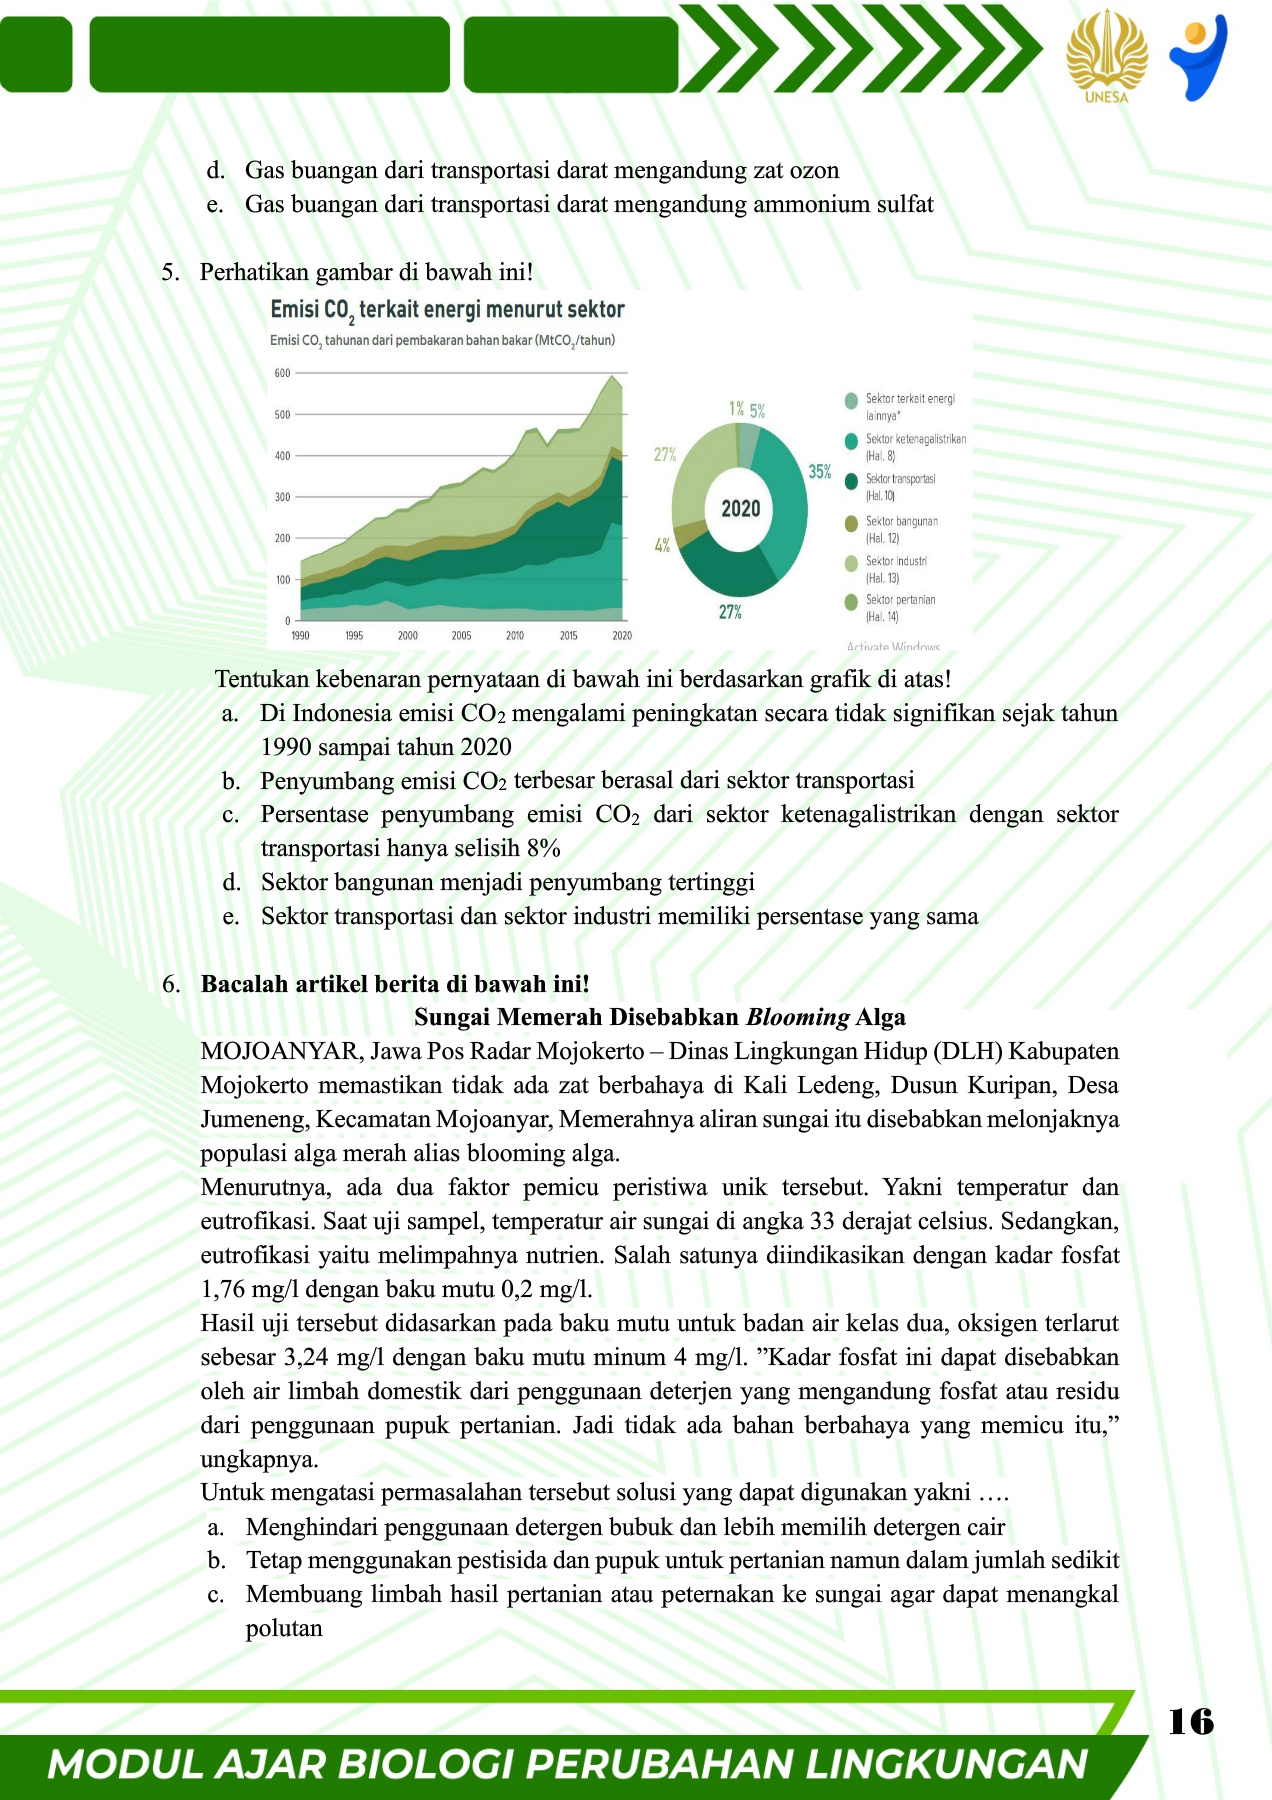 UNESA
d. Gas buangan dari transportasi darat mengandung zat ozon
e. Gas buangan dari transportasi darat mengandung ammonium sulfat
5. Perhatikan gambar di bawah ini!
Emisi CO₂ terkait energi menurut sektor
Emisi CO₂ tahunan dari pembakaran bahan bakar (MtCO₂/tahun)
600
500
400
300
200
100
0
1990 1995 2000 2005 2010 2015 2020
1% 5%
27%
35%
2020
4%
27%
Sektor terkait energi
lainnya*
Sektor ketenagalistrikan
(Hal. 8)
Sektor transportasi
(Hal. 10)
Sektor bangunan
(Hal. 12)
Sektor industri
(Hal. 13)
Sektor pertanian
(Hal. 14)
Activate Windows
Tentukan kebenaran pernyataan di bawah ini berdasarkan grafik di atas!
a. Di Indonesia emisi CO₂ mengalami peningkatan secara tidak signifikan sejak tahun
1990 sampai tahun 2020
b. Penyumbang emisi CO₂ terbesar berasal dari sektor transportasi
c. Persentase penyumbang emisi CO₂ dari sektor ketenagalistrikan dengan sektor
transportasi hanya selisih 8%
d. Sektor bangunan menjadi penyumbang tertinggi
e. Sektor transportasi dan sektor industri memiliki persentase yang sama
6. Bacalah artikel berita di bawah ini!
Sungai Memerah Disebabkan Blooming Alga
MOJOANYAR, Jawa Pos Radar Mojokerto – Dinas Lingkungan Hidup (DLH) Kabupaten
Mojokerto memastikan tidak ada zat berbahaya di Kali Ledeng, Dusun Kuripan, Desa
Jumeneng, Kecamatan Mojoanyar, Memerahnya aliran sungai itu disebabkan melonjaknya
populasi alga merah alias blooming alga.
Menurutnya, ada dua faktor pemicu peristiwa unik tersebut. Yakni temperatur dan
eutrofikasi. Saat uji sampel, temperatur air sungai di angka 33 derajat celsius. Sedangkan,
eutrofikasi yaitu melimpahnya nutrien. Salah satunya diindikasikan dengan kadar fosfat
1,76 mg/l dengan baku mutu 0,2 mg/l.
Hasil uji tersebut didasarkan pada baku mutu untuk badan air kelas dua, oksigen terlarut
sebesar 3,24 mg/l dengan baku mutu minum 4 mg/l. ”Kadar fosfat ini dapat disebabkan
oleh air limbah domestik dari penggunaan deterjen yang mengandung fosfat atau residu
dari penggunaan pupuk pertanian. Jadi tidak ada bahan berbahaya yang memicu itu,”
ungkapnya.
Untuk mengatasi permasalahan tersebut solusi yang dapat digunakan yakni ….
a. Menghindari penggunaan detergen bubuk dan lebih memilih detergen cair
b. Tetap menggunakan pestisida dan pupuk untuk pertanian namun dalam jumlah sedikit
c. Membuang limbah hasil pertanian atau peternakan ke sungai agar dapat menangkal
polutan
16
MODUL AJAR BIOLOGI PERUBAHAN LINGKUNGAN